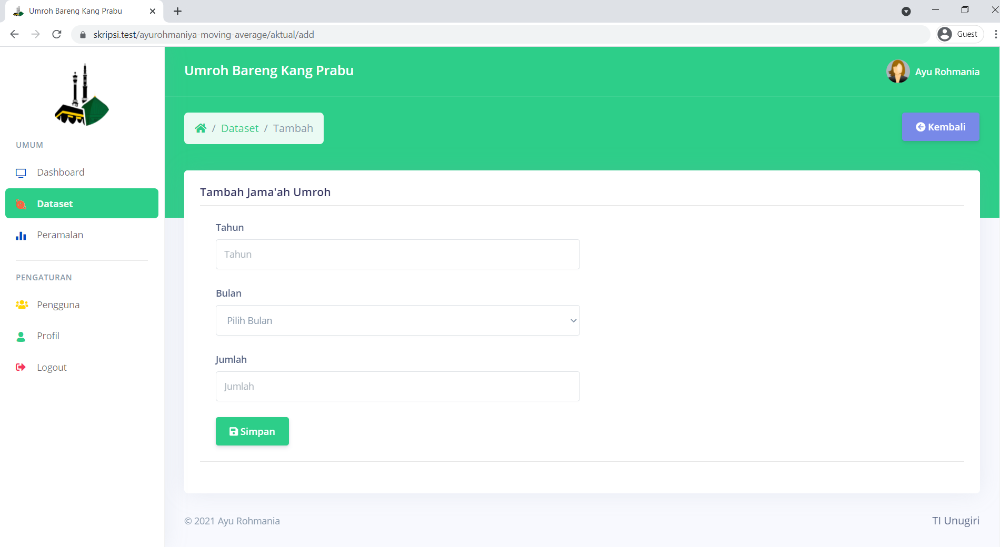 Umroh Bareng Kang Prabu
skripsi.test/ayurohmaniya-moving-average/aktual/add
Guest
Umroh Bareng Kang Prabu
Ayu Rohmania
/ Dataset / Tambah
Kembali
UMUM
Dashboard
Dataset
Peramalan
PENGATURAN
Pengguna
Profil
Logout
Tambah Jama'ah Umroh
Tahun
Tahun
Bulan
Pilih Bulan
Jumlah
Jumlah
Simpan
© 2021 Ayu Rohmania
TI Unugiri